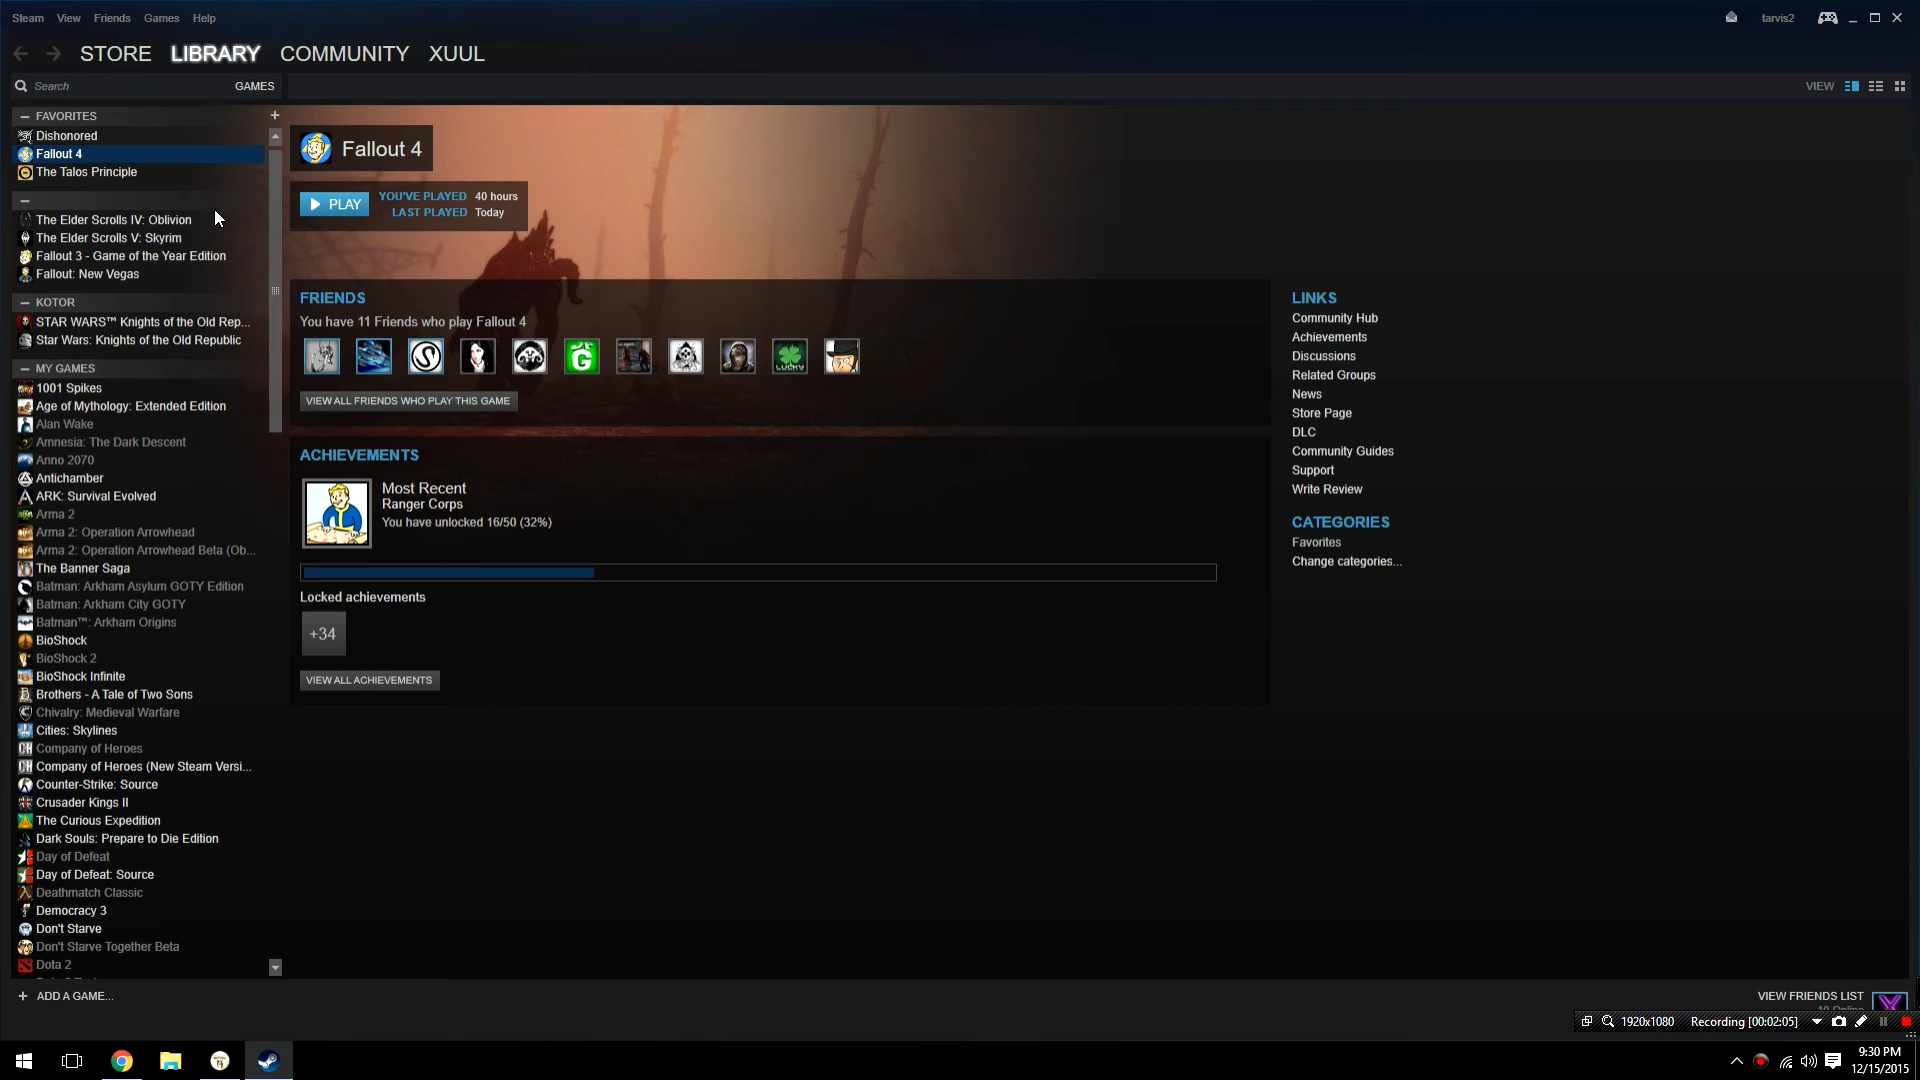 Steam View Friends Games Help
tarvis2
STORE LIBRARY COMMUNITY XUUL
Search GAMES
VIEW
FAVORITES
Dishonored
Fallout 4
The Talos Principle
The Elder Scrolls IV: Oblivion
The Elder Scrolls V: Skyrim
Fallout 3 - Game of the Year Edition
Fallout: New Vegas
KOTOR
STAR WARS™ Knights of the Old Rep...
Star Wars: Knights of the Old Republic
MY GAMES
1001 Spikes
Age of Mythology: Extended Edition
Alan Wake
Amnesia: The Dark Descent
Anno 2070
Antichamber
ARK: Survival Evolved
Arma 2
Arma 2: Operation Arrowhead
Arma 2: Operation Arrowhead Beta (Ob...
The Banner Saga
Batman: Arkham Asylum GOTY Edition
Batman: Arkham City GOTY
Batman™: Arkham Origins
BioShock
BioShock 2
BioShock Infinite
Brothers - A Tale of Two Sons
Chivalry: Medieval Warfare
Cities: Skylines
Company of Heroes
Company of Heroes (New Steam Versi...
Counter-Strike: Source
Crusader Kings II
The Curious Expedition
Dark Souls: Prepare to Die Edition
Day of Defeat
Day of Defeat: Source
Deathmatch Classic
Democracy 3
Don't Starve
Don't Starve Together Beta
Dota 2
+ ADD A GAME...
Fallout 4
PLAY
YOU'VE PLAYED 40 hours
LAST PLAYED Today
FRIENDS
You have 11 Friends who play Fallout 4
G
LUCKY
VIEW ALL FRIENDS WHO PLAY THIS GAME
ACHIEVEMENTS
Most Recent
Ranger Corps
You have unlocked 16/50 (32%)
Locked achievements
+34
VIEW ALL ACHIEVEMENTS
LINKS
Community Hub
Achievements
Discussions
Related Groups
News
Store Page
DLC
Community Guides
Support
Write Review
CATEGORIES
Favorites
Change categories...
VIEW FRIENDS LIST
1920x1080 Recording [00:02:05]
9:30 PM
12/15/2015